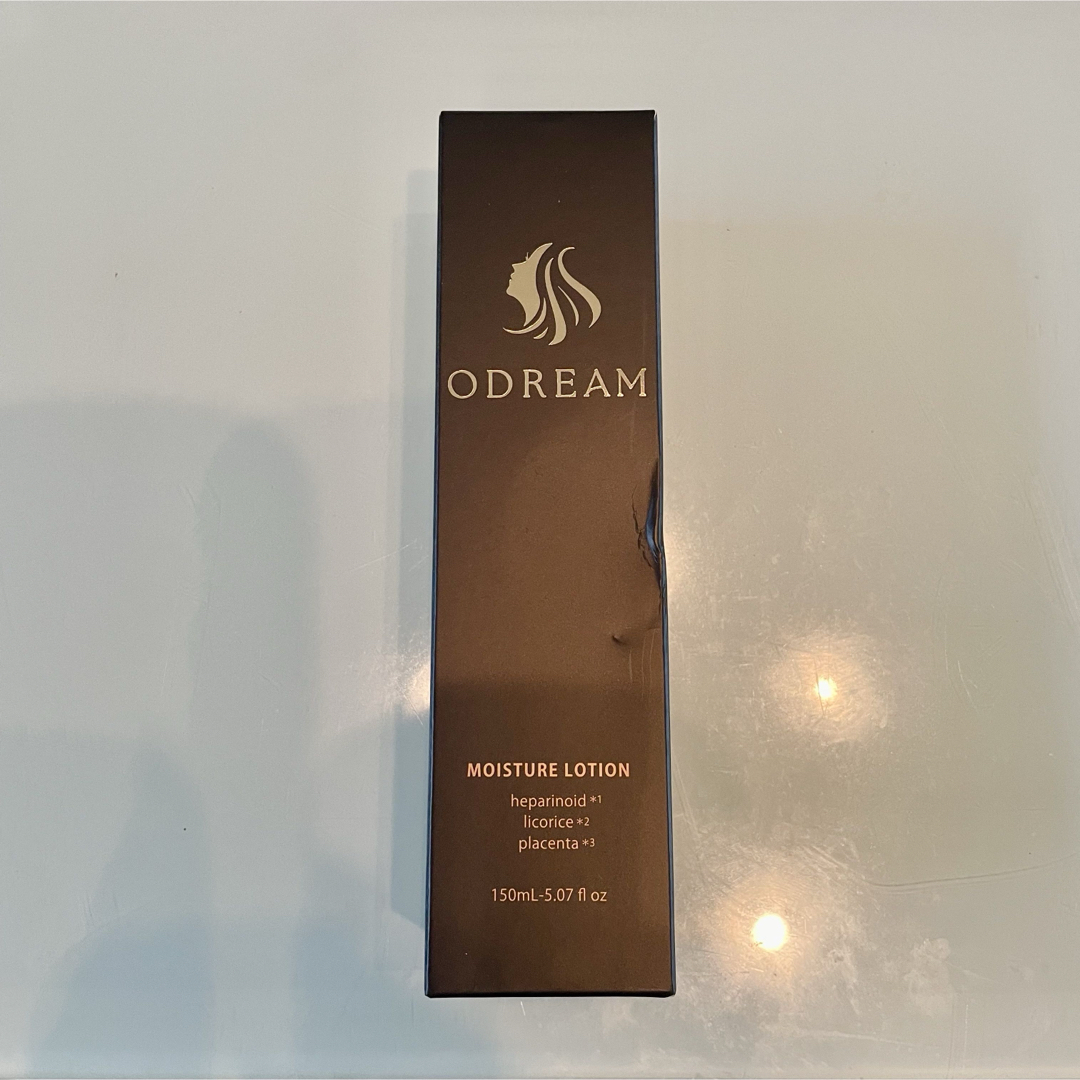 ODREAM
MOISTURE LOTION
heparinoid *1
licorice *2
placenta *3
150mL-5.07 fl oz